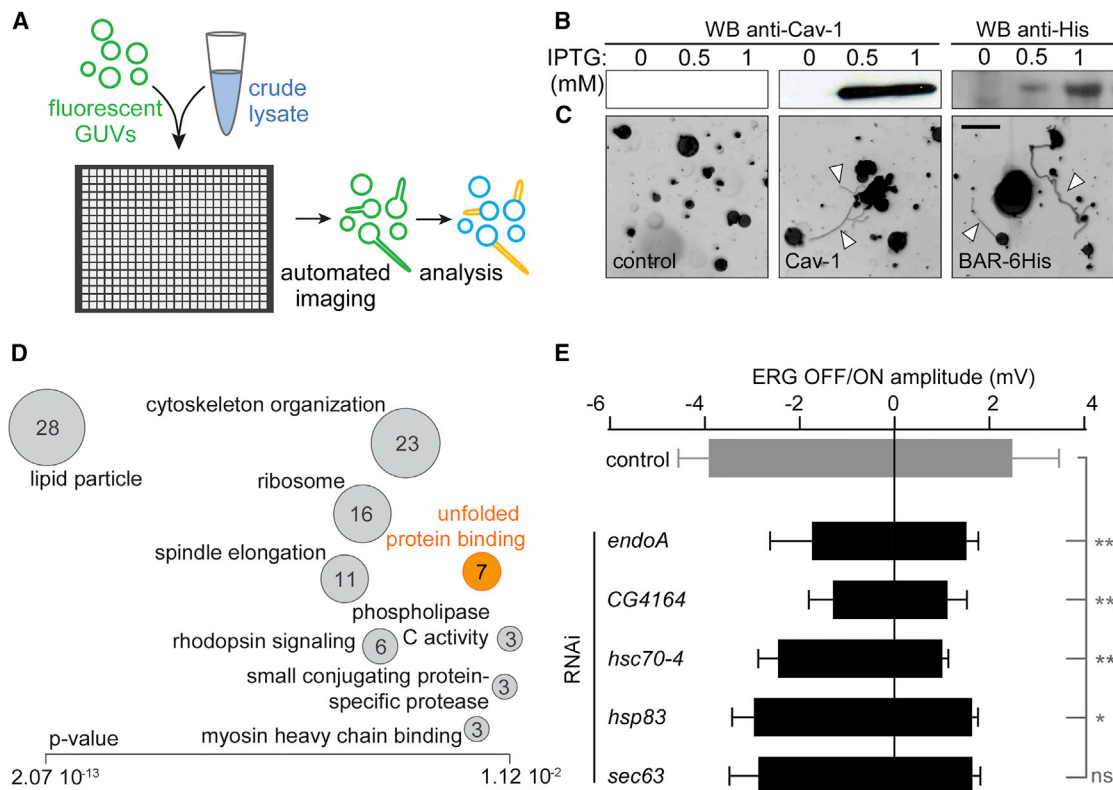 A
fluorescent
GUVs
crude
lysate
automated
imaging
analysis
B
WB anti-Cav-1
WB anti-His
IPTG:
(mM)
0 0.5 1
0 0.5 1
0 0.5 1
C
control
Cav-1
BAR-6His
D
28
lipid particle
cytoskeleton organization
23
ribosome
16
unfolded
protein binding
7
spindle elongation
11
phospholipase
C activity
3
rhodopsin signaling
6
small conjugating protein-
specific protease
3
myosin heavy chain binding
3
p-value
2.07 10-13
1.12 10-2
E
ERG OFF/ON amplitude (mV)
-6 -4 -2 0 2 4
control
RNAi
endoA
**
CG4164
**
hsc70-4
**
hsp83
*
sec63
ns